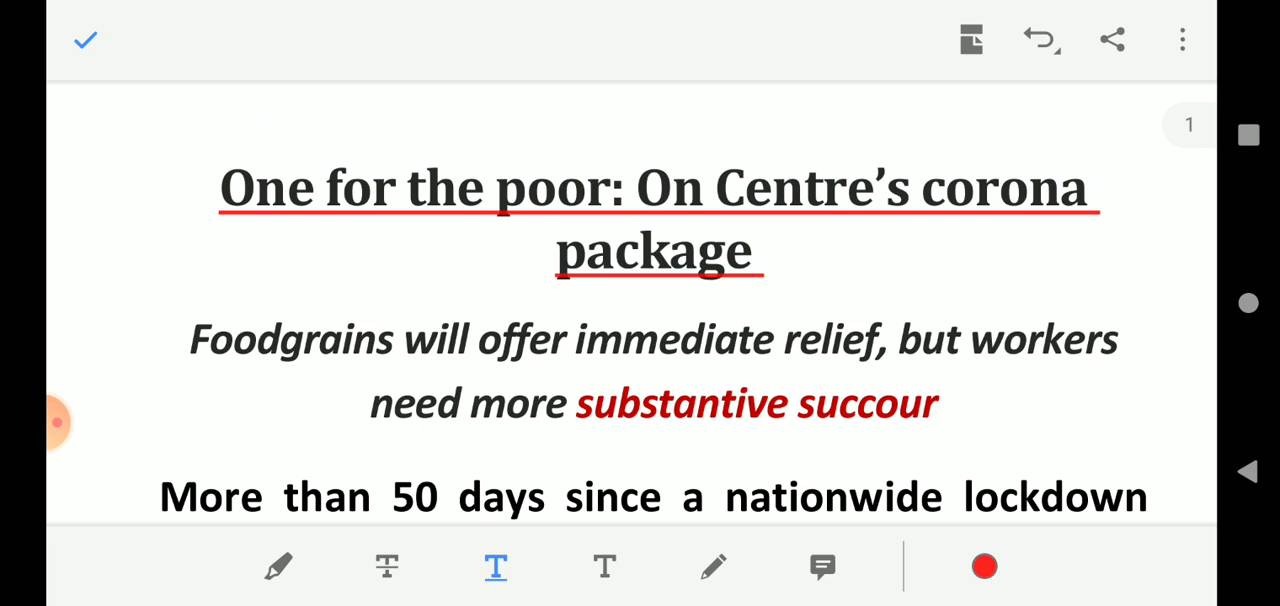 1
One for the poor: On Centre’s corona
package
Foodgrains will offer immediate relief, but workers
need more substantive succour
More than 50 days since a nationwide lockdown